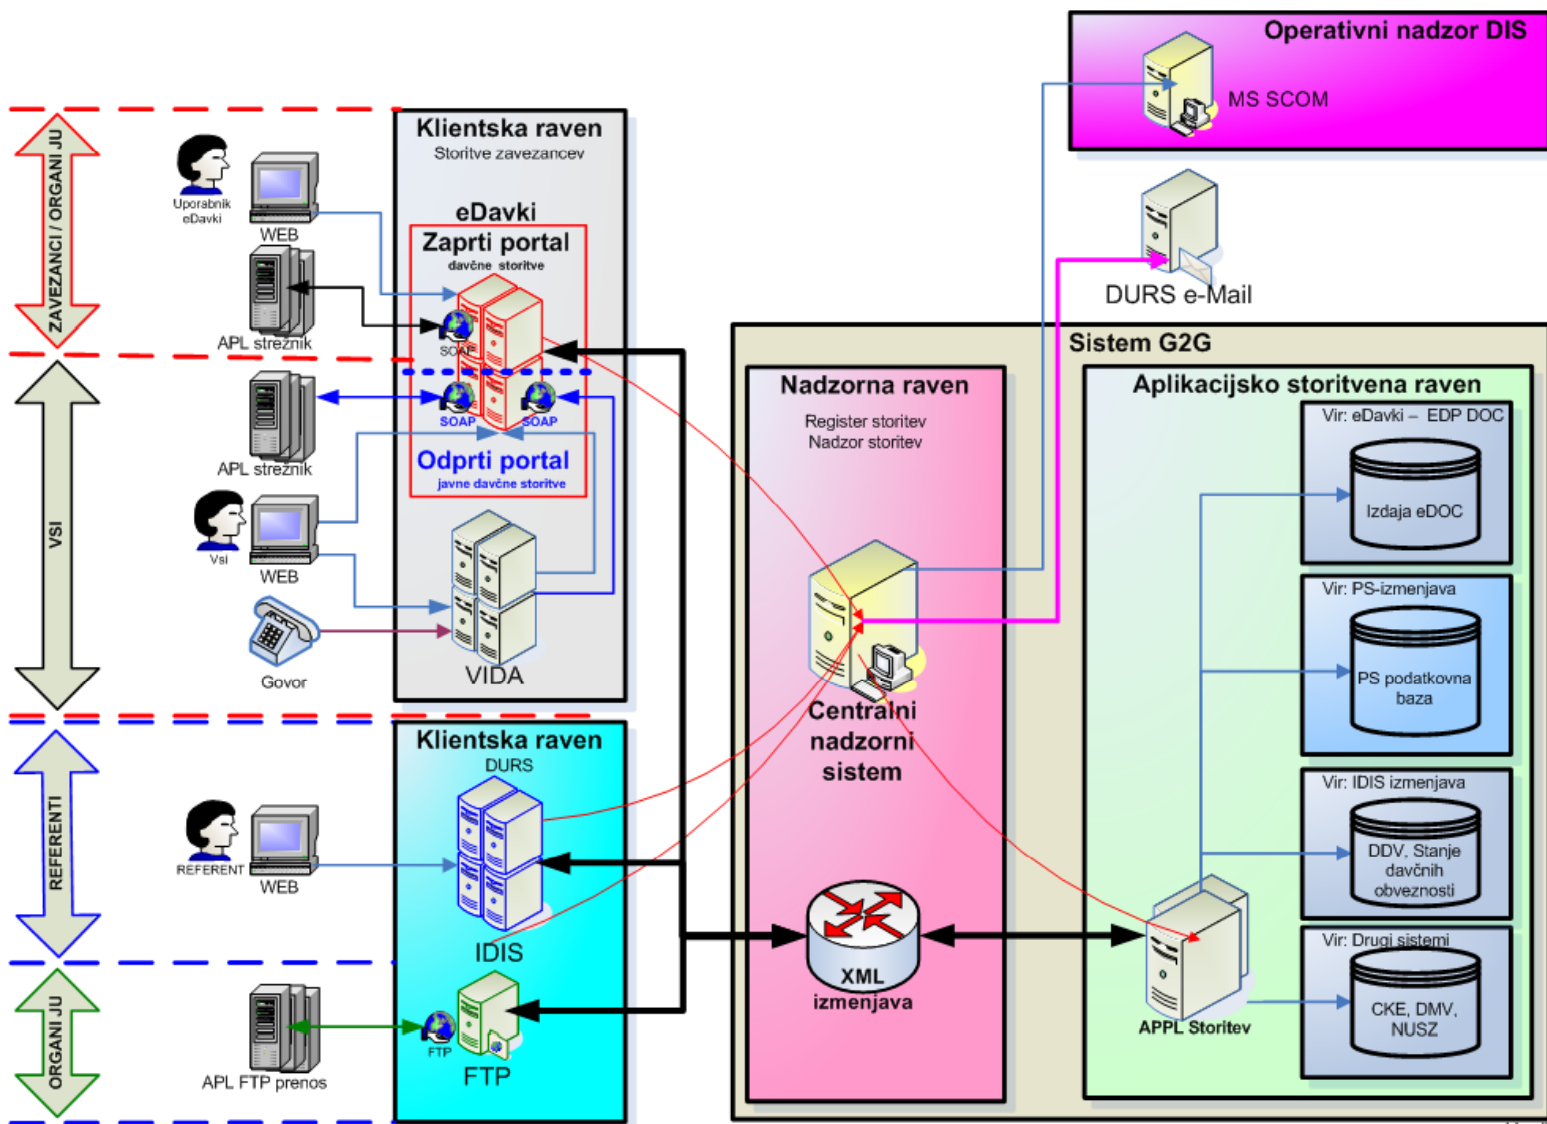 Operativni nadzor DIS
MS SCOM
DURS e-Mail
ZAVEZANCI / ORGANI JU
VSI
REFERENTI
ORGANI JU
Uporabnik
eDavki
WEB
APL strežnik
APL strežnik
Vsi
WEB
Govor
REFERENT
WEB
APL FTP prenos
Klientska raven
Storitve zavezancev
eDavki
Zaprti portal
davčne storitve
SOAP
SOAP
SOAP
Odprti portal
javne davčne storitve
VIDA
Klientska raven
DURS
IDIS
FTP
FTP
Sistem G2G
Nadzorna raven
Register storitev
Nadzor storitev
Centralni
nadzorni
sistem
XML
izmenjava
Aplikacijsko storitvena raven
Vir: eDavki – EDP DOC
Izdaja eDOC
Vir: PS-izmenjava
PS podatkovna
baza
Vir: IDIS izmenjava
DDV, Stanje
davčnih
obveznosti
Vir: Drugi sistemi
CKE, DMV,
NUSZ
APPL Storitev